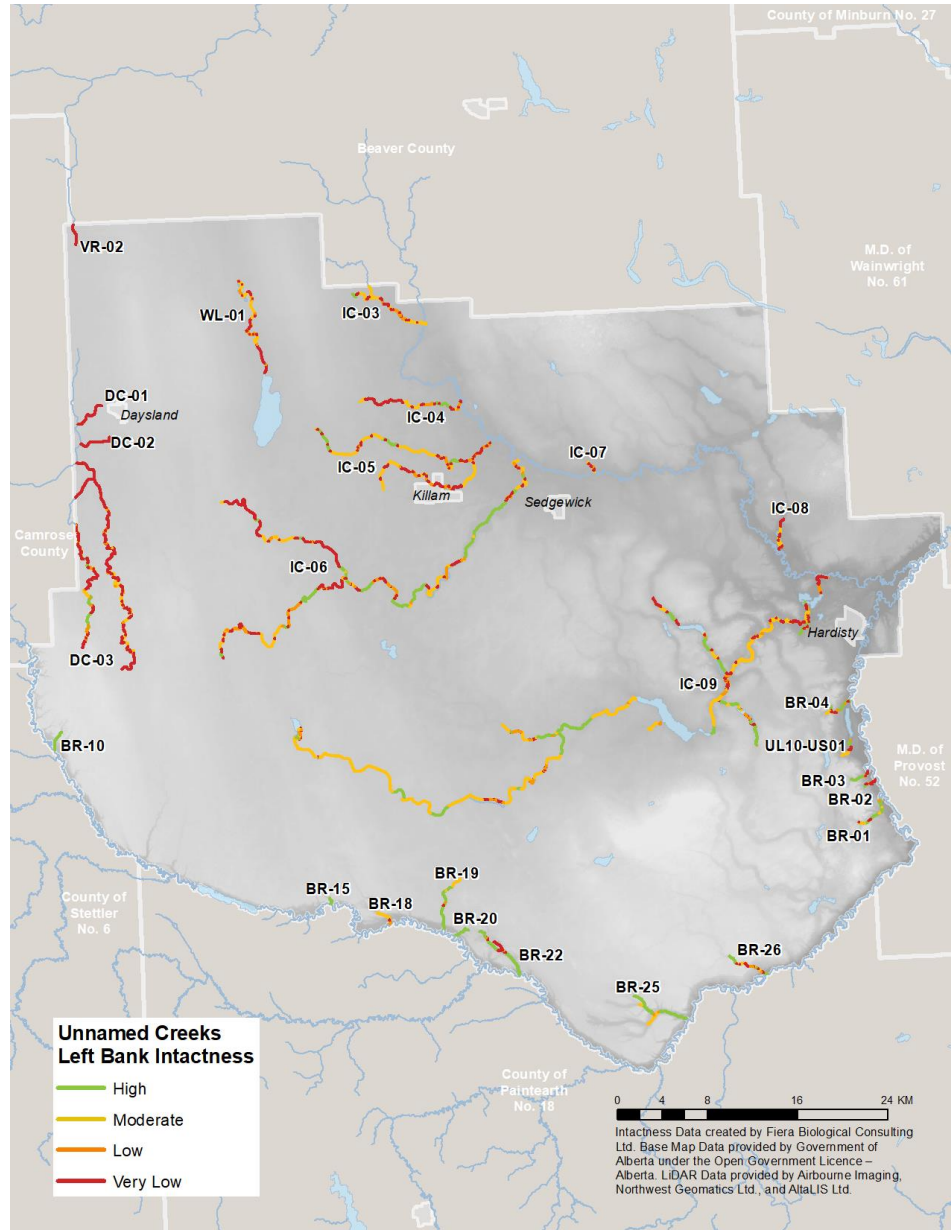 County of Minburn No. 27
Beaver County
VR-02
M.D. of
Wainwright
No. 61
WL-01
IC-03
DC-01
Daysland
IC-04
DC-02
IC-07
IC-05
Killam
Sedgewick
IC-08
Camrose
County
IC-06
Hardisty
DC-03
IC-09
BR-04
BR-10
UL10-US01
M.D. of
Provost
No. 52
BR-03
BR-02
BR-01
BR-19
County of
Stettler
No. 6
BR-15
BR-18
BR-20
BR-22
BR-26
BR-25
Unnamed Creeks
Left Bank Intactness
High
Moderate
Low
Very Low
County of
Paintearth
No. 18
0 4 8 16 24 KM
Intactness Data created by Fiera Biological Consulting
Ltd. Base Map Data provided by Government of
Alberta under the Open Government Licence –
Alberta. LiDAR Data provided by Airbourne Imaging,
Northwest Geomatics Ltd., and AltaLIS Ltd.